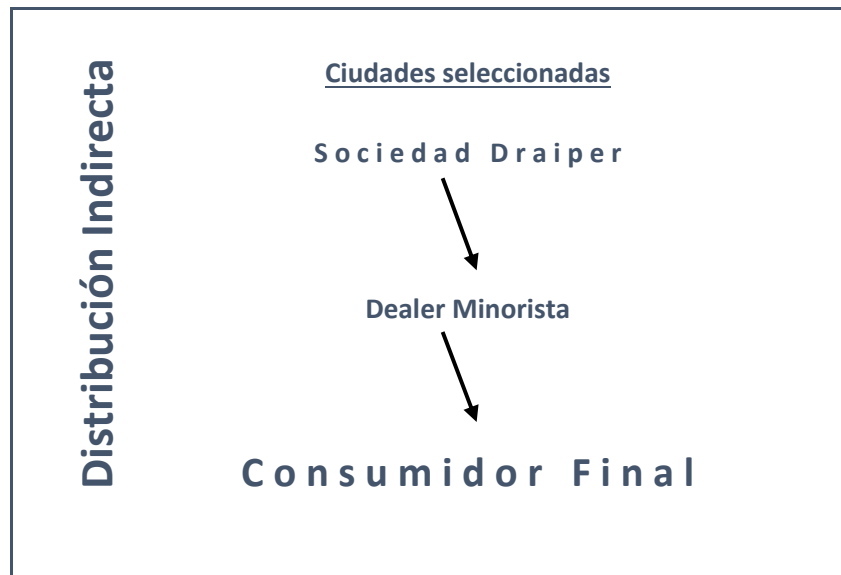 Distribución Indirecta
Ciudades seleccionadas
Sociedad Draiper
Dealer Minorista
Consumidor Final